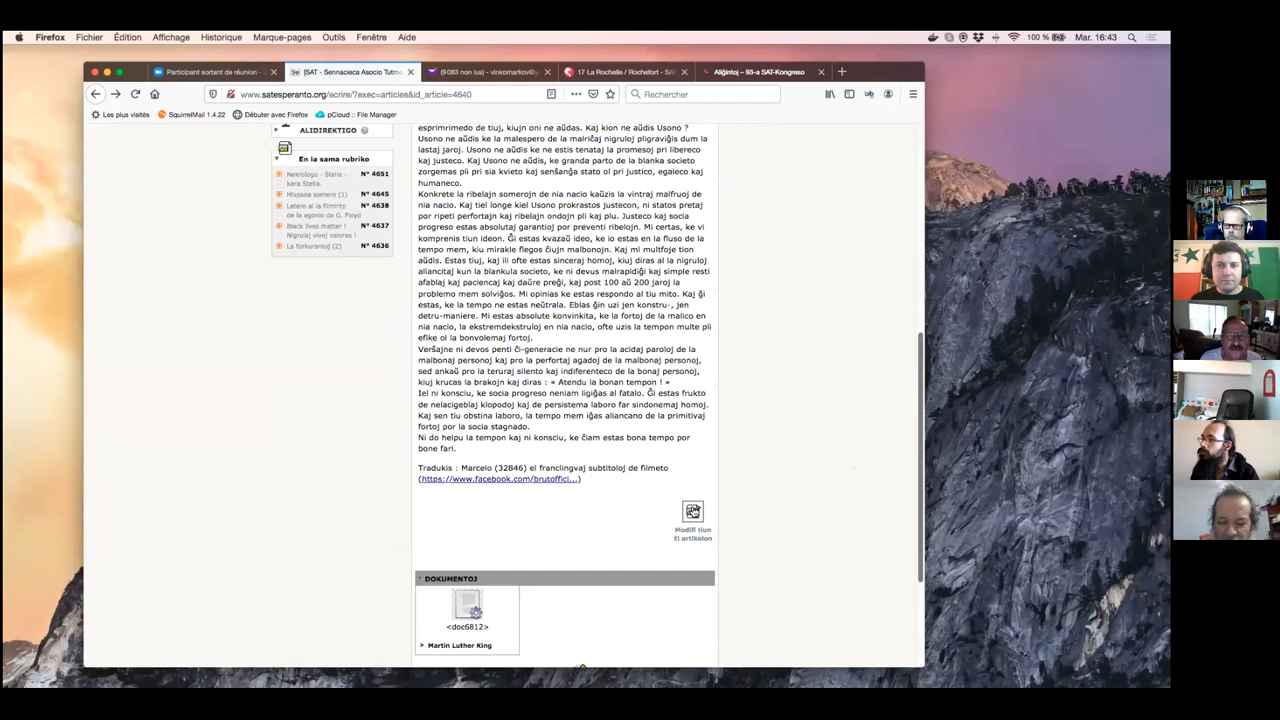 Firefox Fichier Édition Affichage Historique Marque-pages Outils Fenêtre Aide
100 % Mar. 16:43
Participant sortant de réunion -
[SAT - Sennacieca Asocio Tutmo
(9 083 non lus) - vinkomarkov@y
17 La Rochelle / Rochefort - SAT
Aliĝintoj – 93-a SAT-Kongreso
www.satesperanto.org/ecrire/?exec=articles&id_article=4640
Rechercher
Les plus visités
SquirrelMail 1.4.22
Débuter avec Firefox
pCloud :: File Manager
ALIDIREKTIGO
En la sama rubriko
Nekrologo - Stella - N° 4651
kara Stella.
Hispana somero (1) N° 4645
Letero al la filminto N° 4638
de la agonio de G. Floyd
Black lives matter ! N° 4637
Nigrulaj vivoj valoras !
La forkurantoj (2) N° 4636
esprimrimedo de tiuj, kiujn oni ne aŭdas. Kaj kion ne aŭdis Usono ?
Usono ne aŭdis ke la malespero de la malriĉaj nigruloj pligraviĝis dum la
lastaj jaroj. Usono ne aŭdis ke ne estis tenataj la promesoj pri libereco
kaj justeco. Kaj Usono ne aŭdis, ke granda parto de la blanka societo
zorgemas pli pri sia kvieto kaj senŝanĝa stato ol pri justico, egaleco kaj
humaneco.
Konkrete la ribelajn somerojn de nia nacio kaŭzis la vintraj malfruoj de
nia nacio. Kaj tiel longe kiel Usono prokrastos justecon, ni statos pretaj
por ripeti perfortajn kaj ribelajn ondojn pli kaj plu. Justeco kaj socia
progreso estas absolutaj garantioj por preventi ribelojn. Mi certas, ke vi
komprenis tiun ideon. Ĝi estas kvazaŭ ideo, ke io estas en la fluso de la
tempo mem, kiu mirakle flegos ĉiujn malbonojn. Kaj mi multfoje tion
aŭdis. Estas tiuj, kaj ili ofte estas sinceraj homoj, kiuj diras al la nigruloj
aliancitaj kun la blankula societo, ke ni devus malrapidiĝi kaj simple resti
afablaj kaj paciencaj kaj daŭre preĝi, kaj post 100 aŭ 200 jaroj la
problemo mem solviĝos. Mi opinias ke estas respondo al tiu mito. Kaj ĝi
estas, ke la tempo ne estas neŭtrala. Eblas ĝin uzi jen konstru-, jen
detru-maniere. Mi estas absolute konvinkita, ke la fortoj de la malico en
nia nacio, la ekstremdekstruloj en nia nacio, ofte uzis la tempon multe pli
efike ol la bonvolemaj fortoj.
Verŝajne ni devos penti ĉi-generacie ne nur pro la acidaj paroloj de la
malbonaj personoj kaj pro la perfortaj agadoj de la malbonaj personoj,
sed ankaŭ pro la teruraj silento kaj indiferenteco de la bonaj personoj,
kiuj krucas la brakojn kaj diras : « Atendu la bonan tempon ! »
Iel ni konsciu, ke socia progreso neniam ligiĝas al fatalo. Ĝi estas frukto
de nelacigeblaj klopodoj kaj de persistema laboro far sindonemaj homoj.
Kaj sen tiu obstina laboro, la tempo mem iĝas aliancano de la primitivaj
fortoj por socia stagnado.
Ni do helpu la tempon kaj ni konsciu, ke ĉiam estas bona tempo por
bone fari.
Tradukis : Marcelo (32846) el franclingvaj subtitoloj de filmeto
(https://www.facebook.com/brutoffici...)
Modifi tiun
ĉi artikolon
DOKUMENTOJ
<doc6812>
Martin Luther King